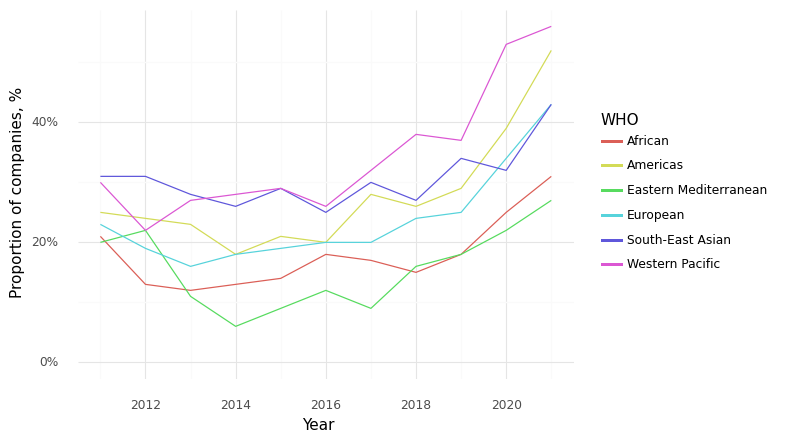 Proportion of companies, %
40%
20%
0%
2012
2014
2016
2018
2020
Year
WHO
African
Americas
Eastern Mediterranean
European
South-East Asian
Western Pacific